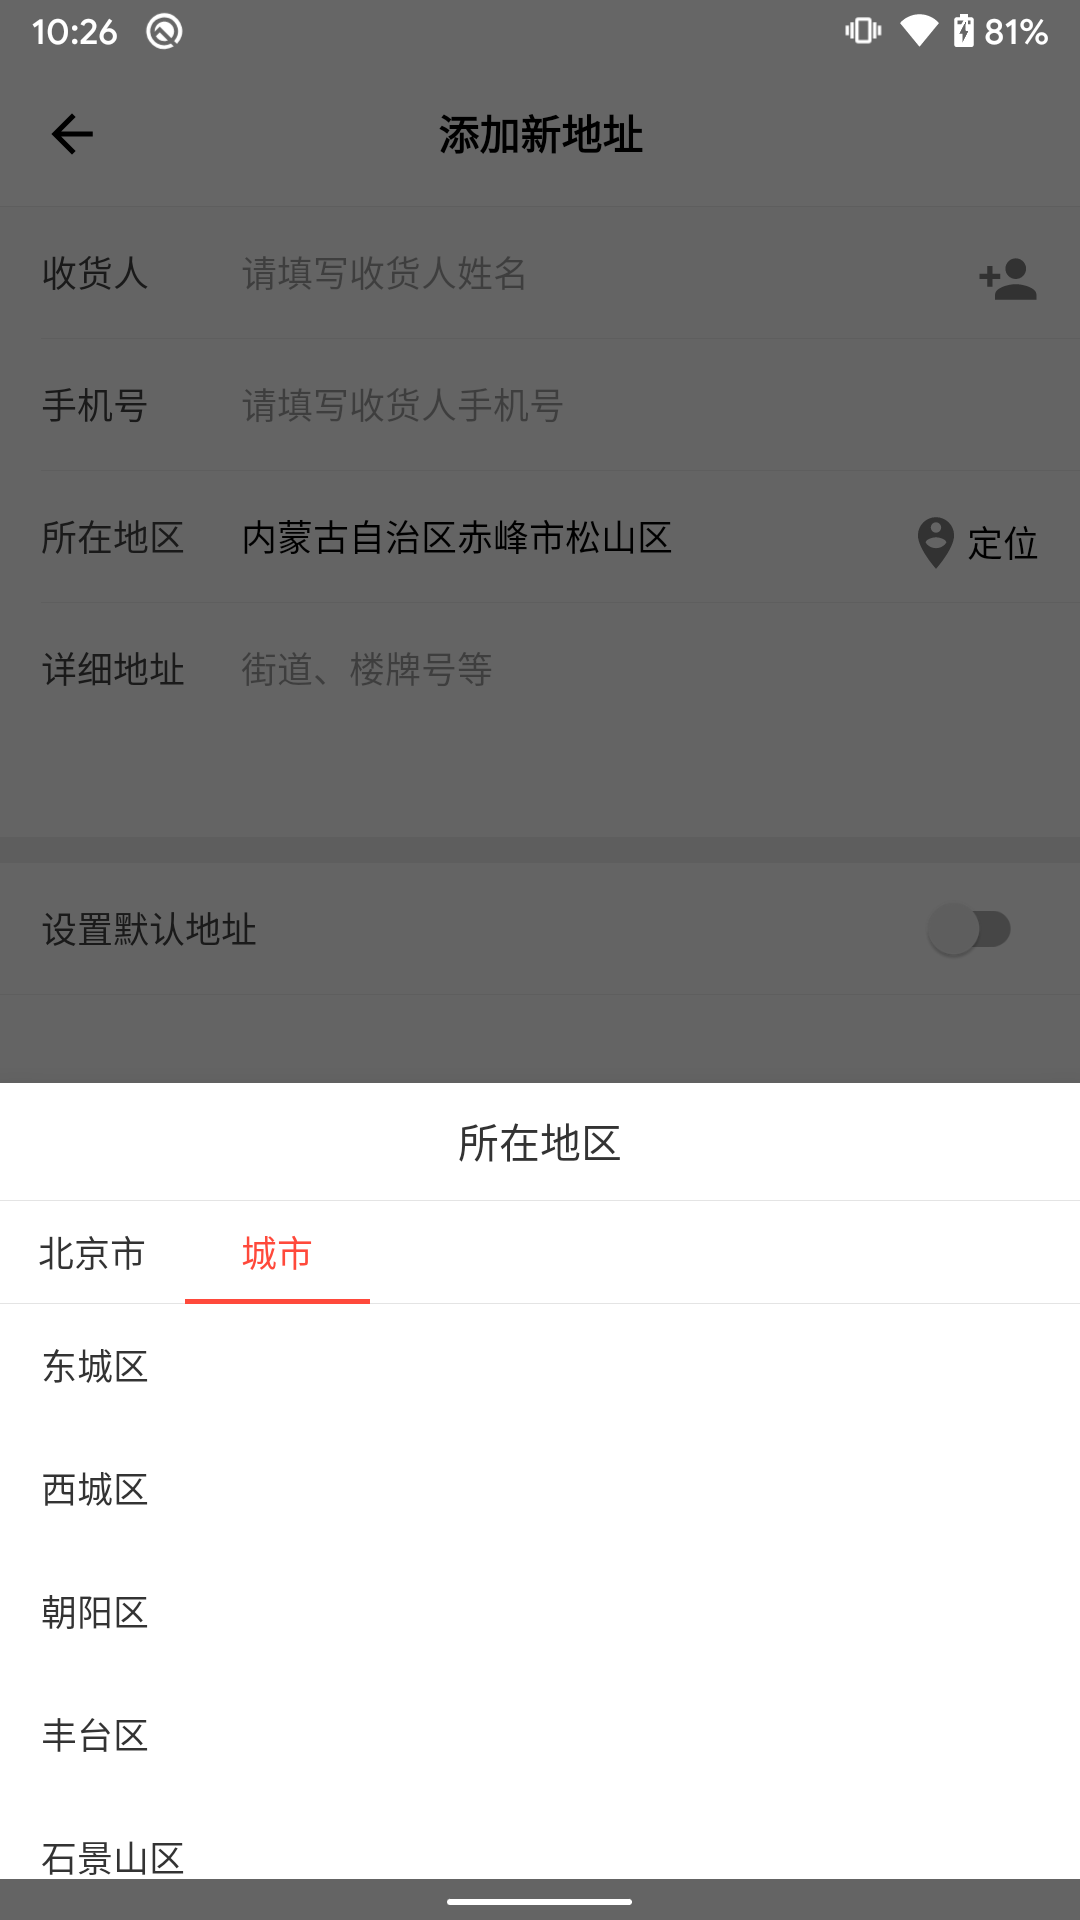 10:26 81%
添加新地址
收货人 请填写收货人姓名
手机号 请填写收货人手机号
所在地区 内蒙古自治区赤峰市松山区 定位
详细地址 街道、楼牌号等
设置默认地址
所在地区
北京市 城市
东城区
西城区
朝阳区
丰台区
石景山区